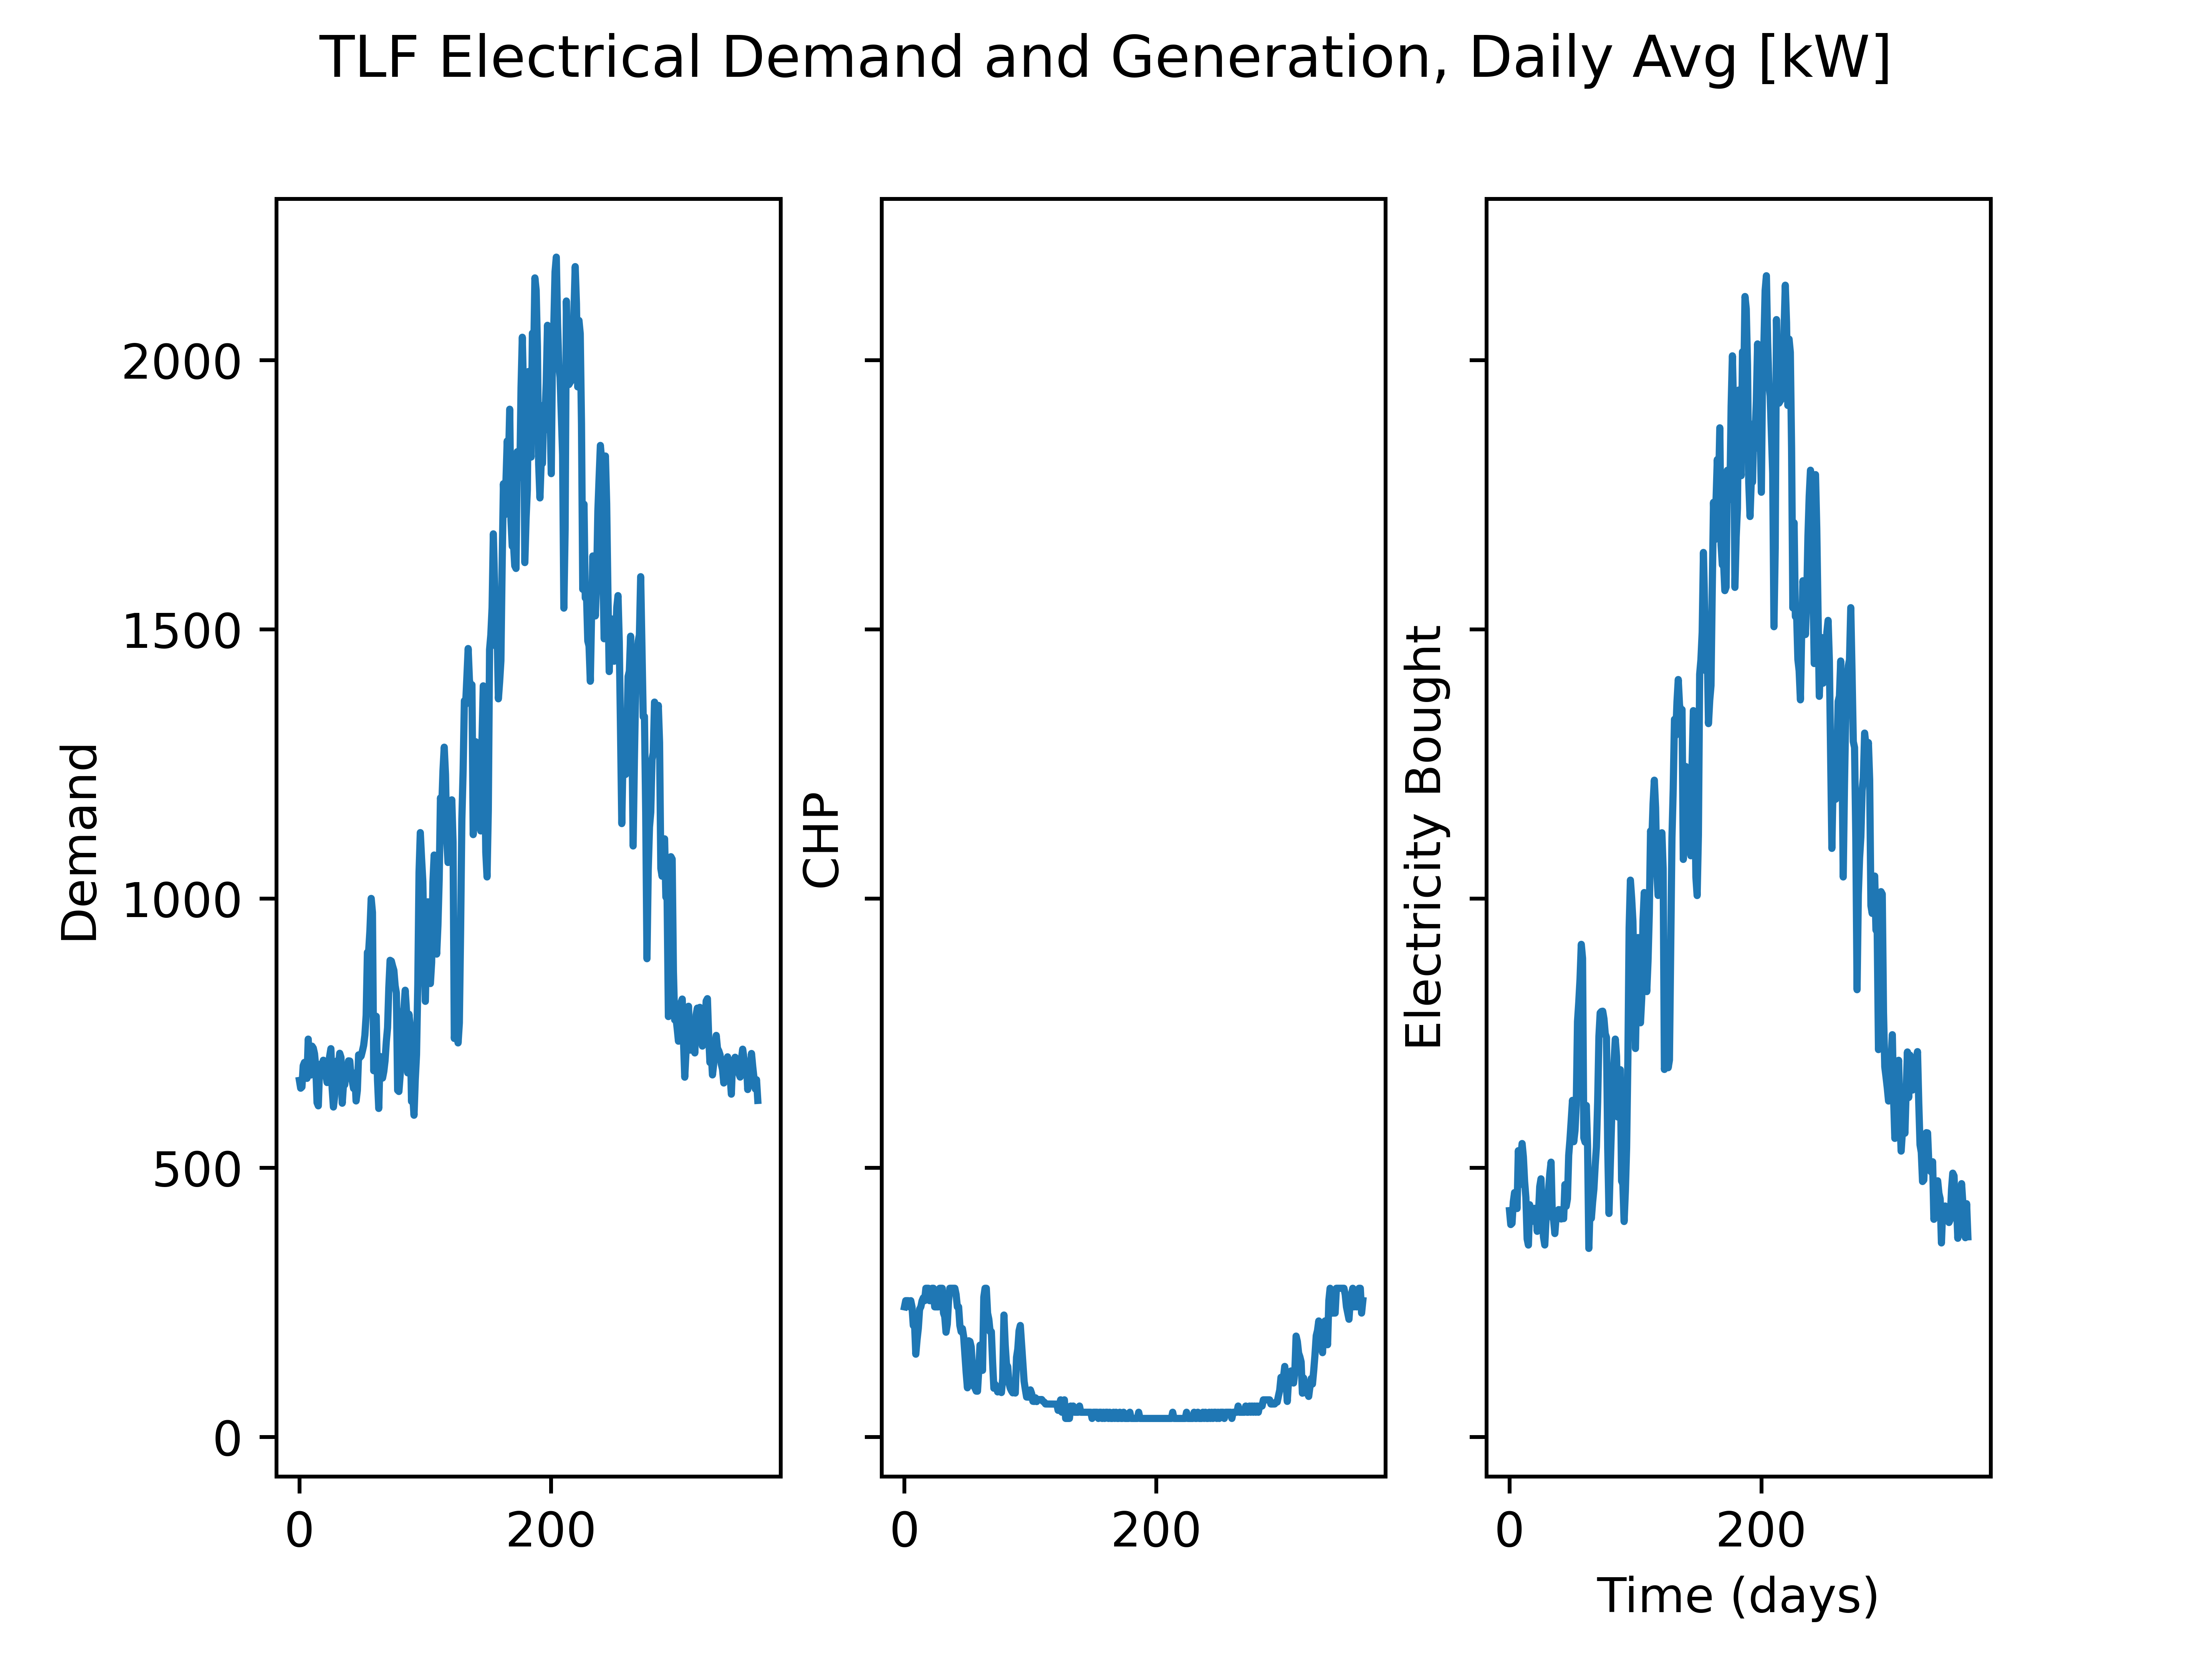 TLF Electrical Demand and Generation, Daily Avg [kW]
Demand
2000
1500
1000
500
0
0
200
CHP
0
200
Electricity Bought
0
200
Time (days)